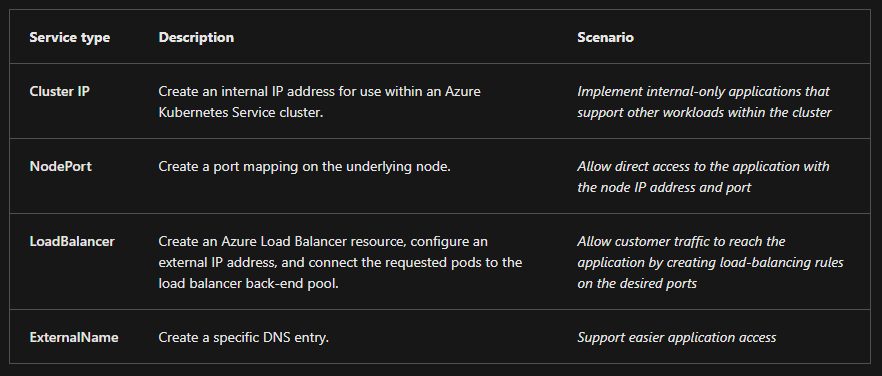 Service type Description Scenario
Cluster IP Create an internal IP address for use within an Azure Implement internal-only applications that
Kubernetes Service cluster. support other workloads within the cluster
NodePort Create a port mapping on the underlying node. Allow direct access to the application with
the node IP address and port
LoadBalancer Create an Azure Load Balancer resource, configure an Allow customer traffic to reach the
external IP address, and connect the requested pods to the application by creating load-balancing rules
load balancer back-end pool. on the desired ports
ExternalName Create a specific DNS entry. Support easier application access